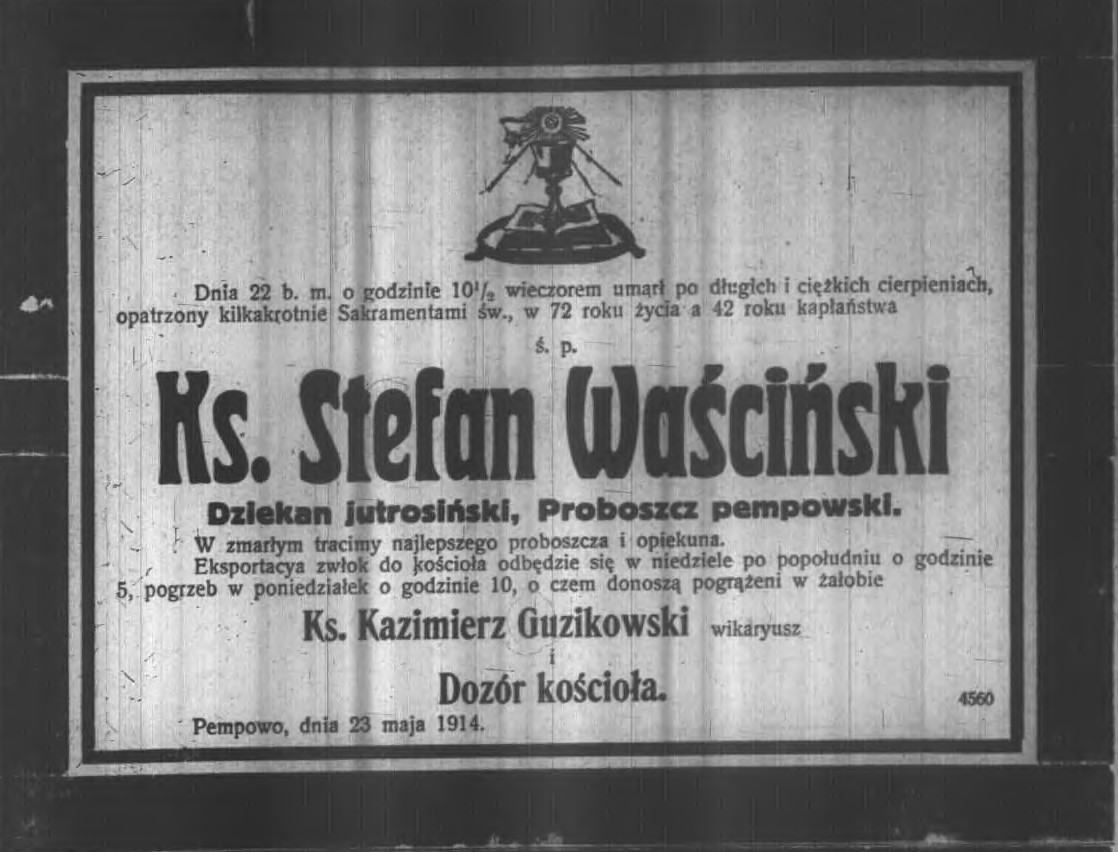 Dnia 22 b. m. o godzinie 10¹/₂ wieczorem umarł po długich i ciężkich cierpieniach,
opatrzony kilkakrotnie Sakramentami św., w 72 roku życia a 42 roku kapłaństwa
ś. p.
Ks. Stefan Waściński
Dziekan jutrosiński, Proboszcz pempowski.
W zmarłym tracimy najlepszego proboszcza i opiekuna.
Eksportacya zwłok do kościoła odbędzie się w niedziele po popołudniu o godzinie
5, pogrzeb w poniedziałek o godzinie 10, o czem donoszą pogrążeni w żałobie
Ks. Kazimierz Guzikowski wikaryusz
i
Dozór kościoła.
4560
Pempowo, dnia 23 maja 1914.